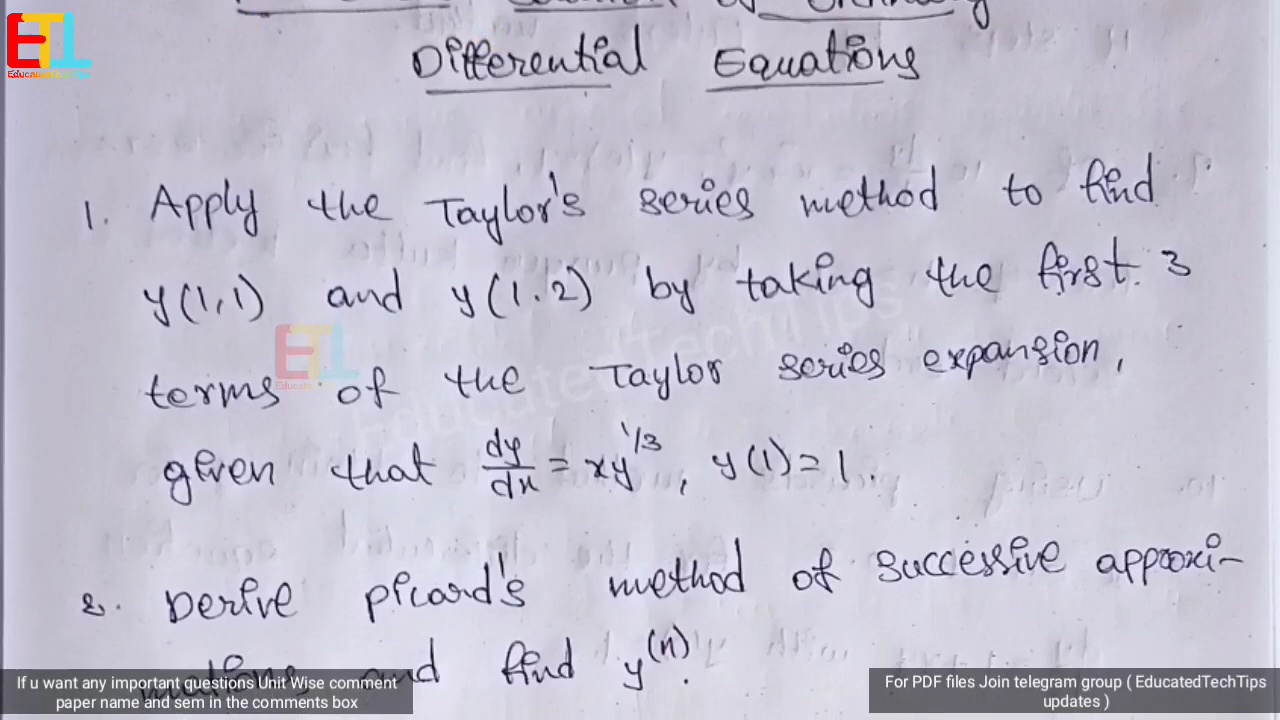 Differential Equations
1. Apply the Taylor's series method to find
y(1,1) and y(1.2) by taking the first 3
terms of the Taylor series expansion,
given that dy/dx = xy^1/3, y(1)=1.
2. Derive picard's method of successive approxi-
mations and find y^(n).
If u want any important questions Unit Wise comment
paper name and sem in the comments box
For PDF files Join telegram group ( EducatedTechTips
updates )
ETL
EducatedTechTips